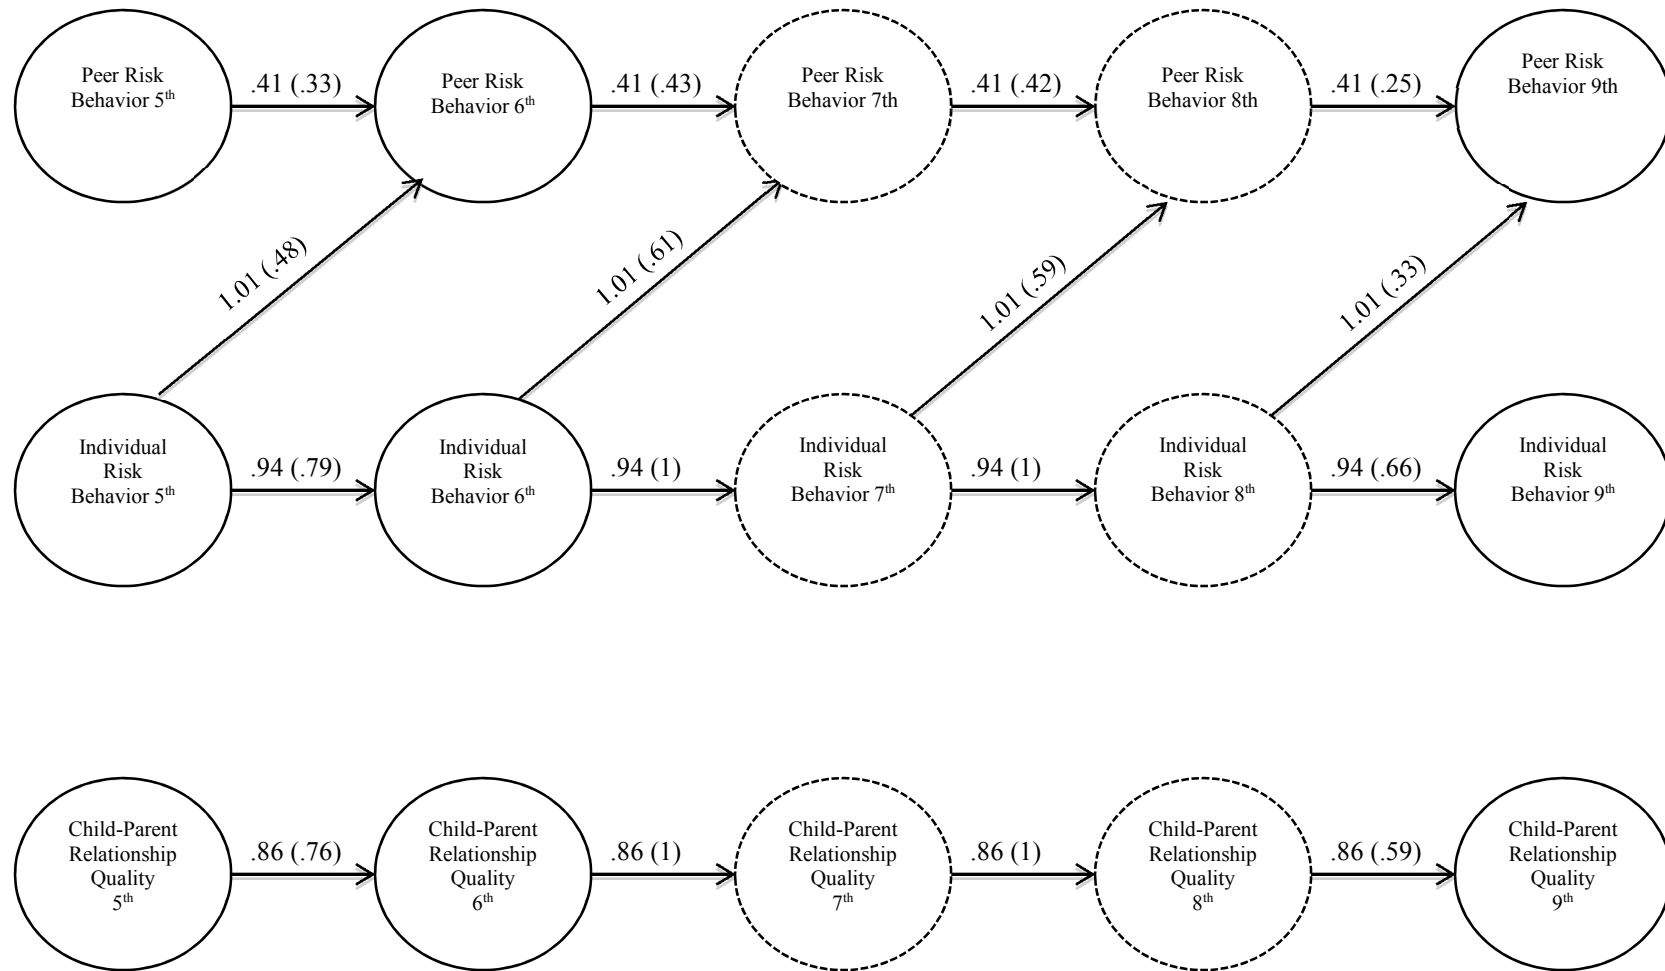 Peer Risk
Behavior 5th
.41 (.33)
Peer Risk
Behavior 6th
.41 (.43)
Peer Risk
Behavior 7th
.41 (.42)
Peer Risk
Behavior 8th
.41 (.25)
Peer Risk
Behavior 9th
1.01 (.48)
1.01 (.61)
1.01 (.59)
1.01 (.33)
Individual
Risk
Behavior 5th
.94 (.79)
Individual
Risk
Behavior 6th
.94 (1)
Individual
Risk
Behavior 7th
.94 (1)
Individual
Risk
Behavior 8th
.94 (.66)
Individual
Risk
Behavior 9th
Child-Parent
Relationship
Quality
5th
.86 (.76)
Child-Parent
Relationship
Quality
6th
.86 (1)
Child-Parent
Relationship
Quality
7th
.86 (1)
Child-Parent
Relationship
Quality
8th
.86 (.59)
Child-Parent
Relationship
Quality
9th